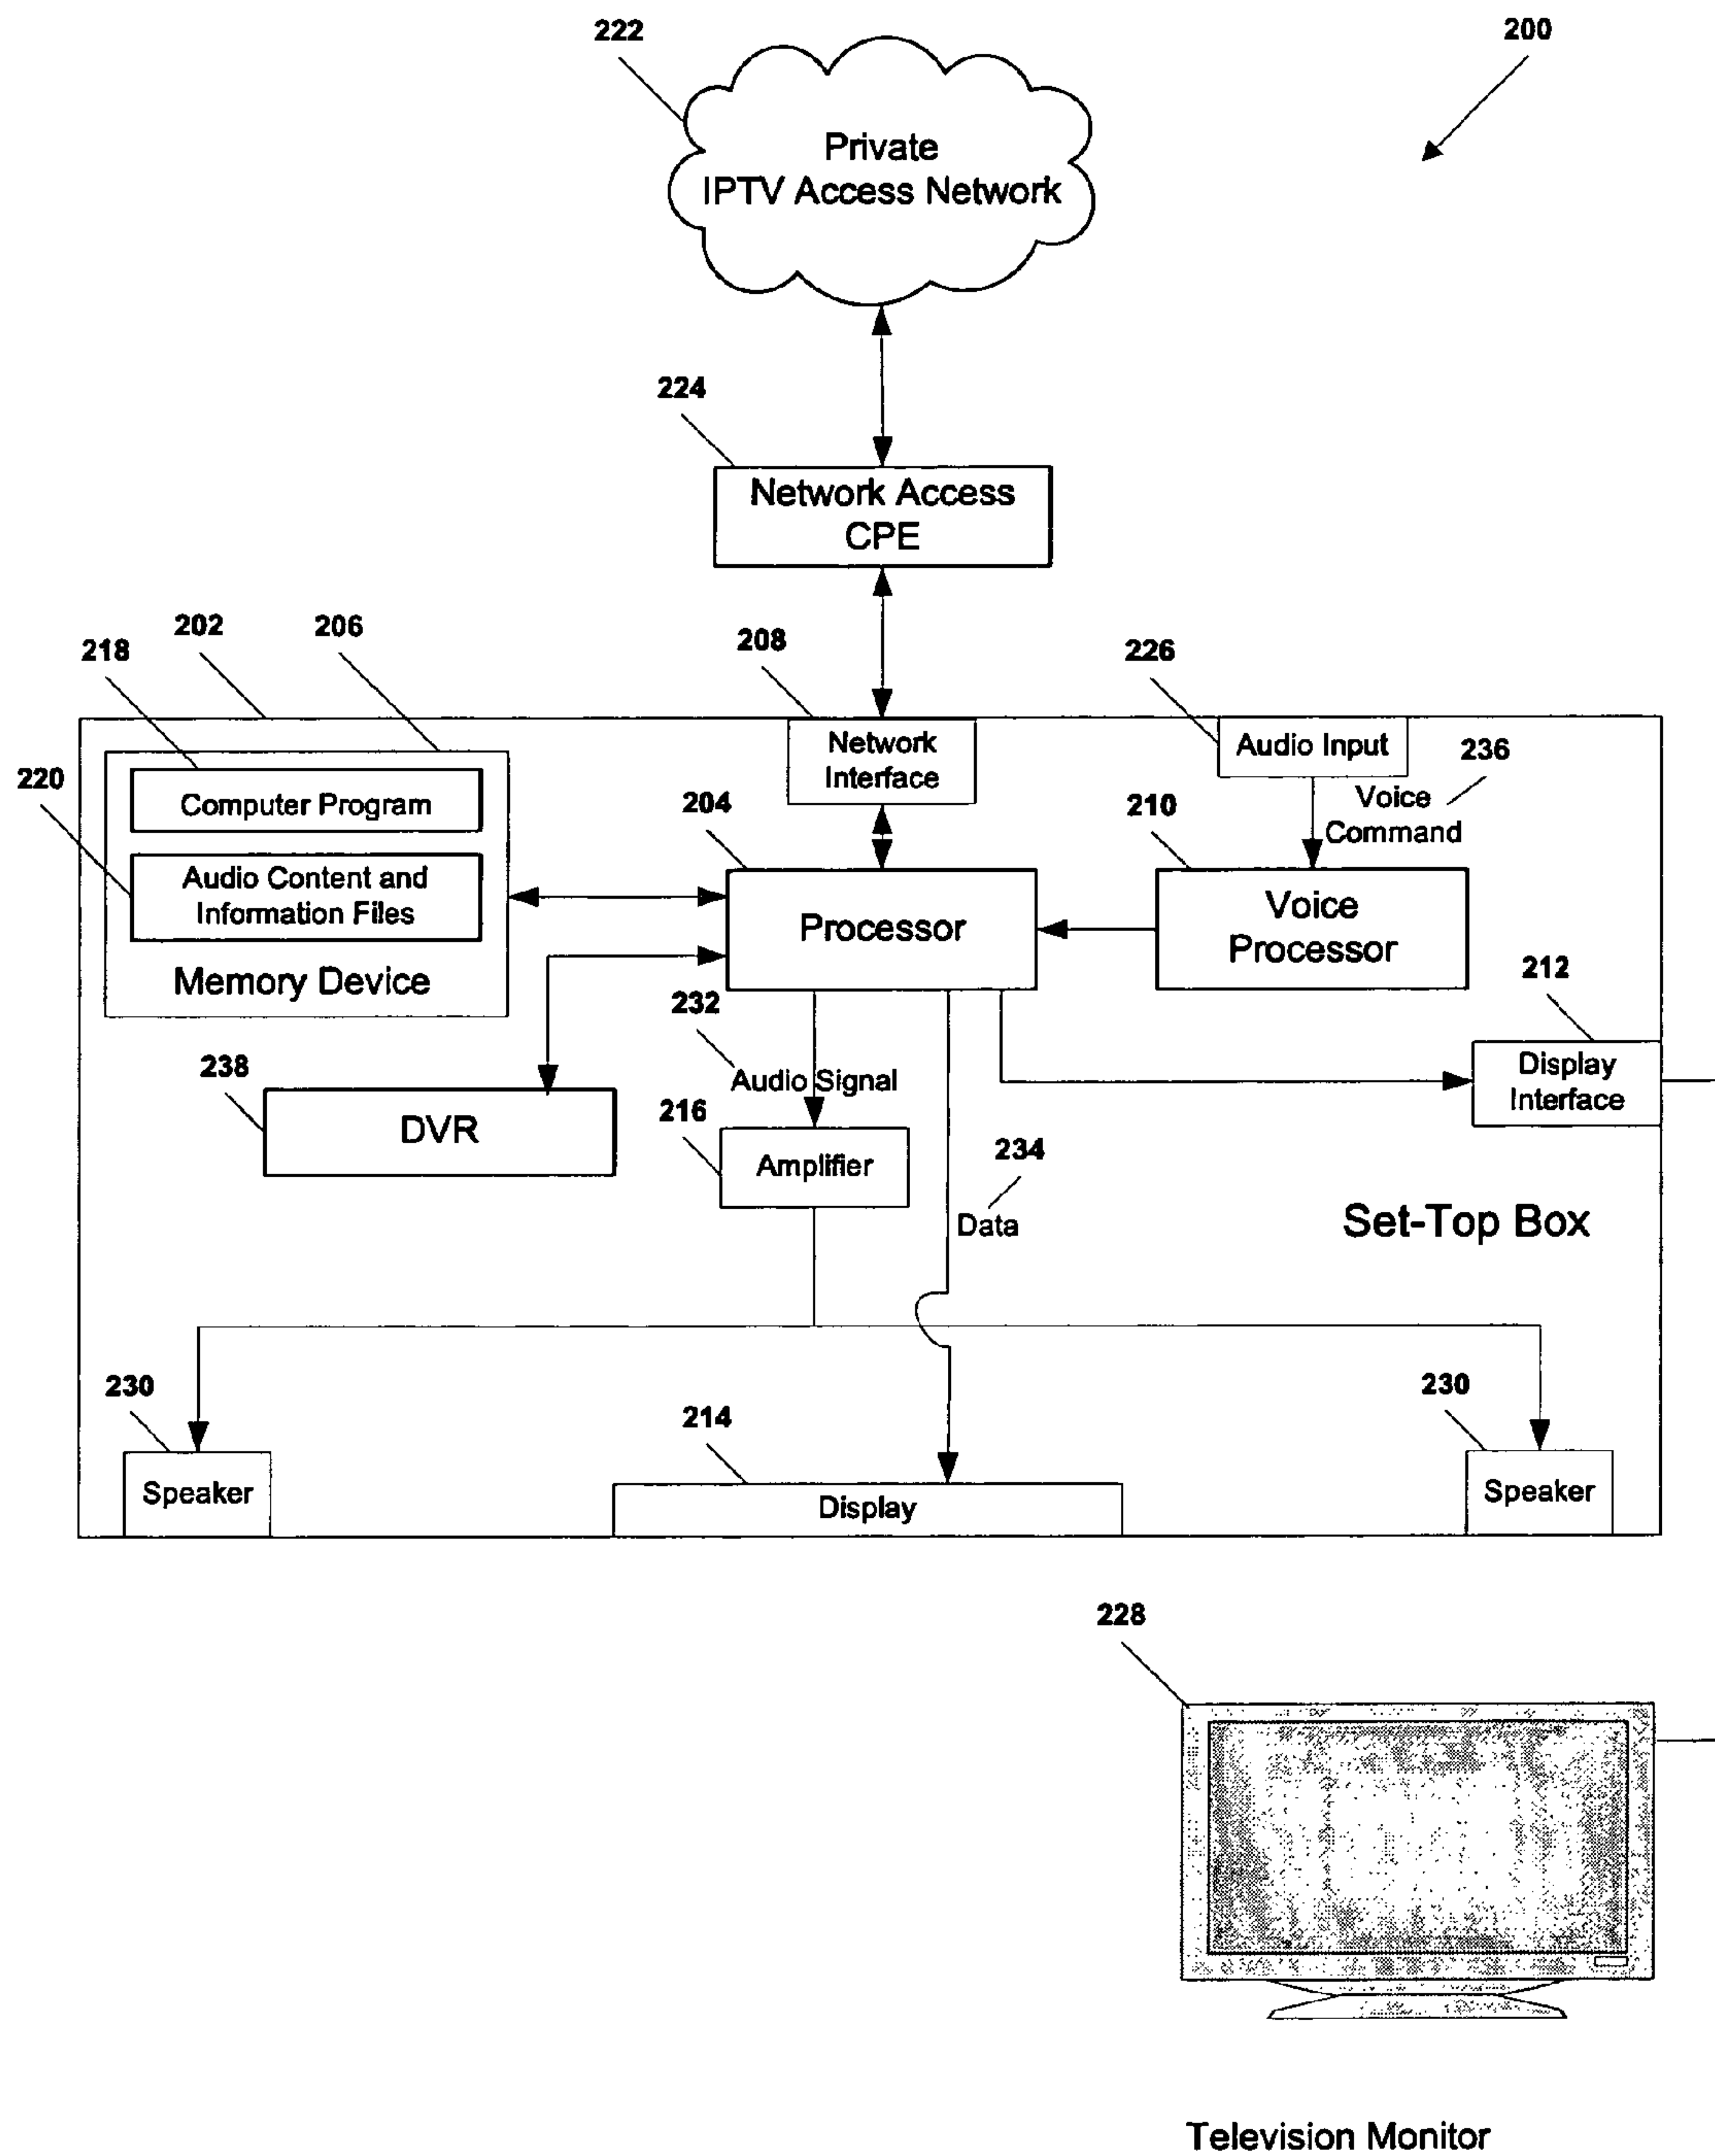 222
200
Private
IPTV Access Network
224
Network Access
CPE
202
206
218
208
226
Network
Interface
Audio Input
236
220
Computer Program
204
210
Voice
Command
Audio Content and
Information Files
Memory Device
Processor
Voice
Processor
232
212
238
Audio Signal
Display
Interface
DVR
216
Amplifier
234
Data
Set-Top Box
230
214
230
Speaker
Display
Speaker
228
Television Monitor